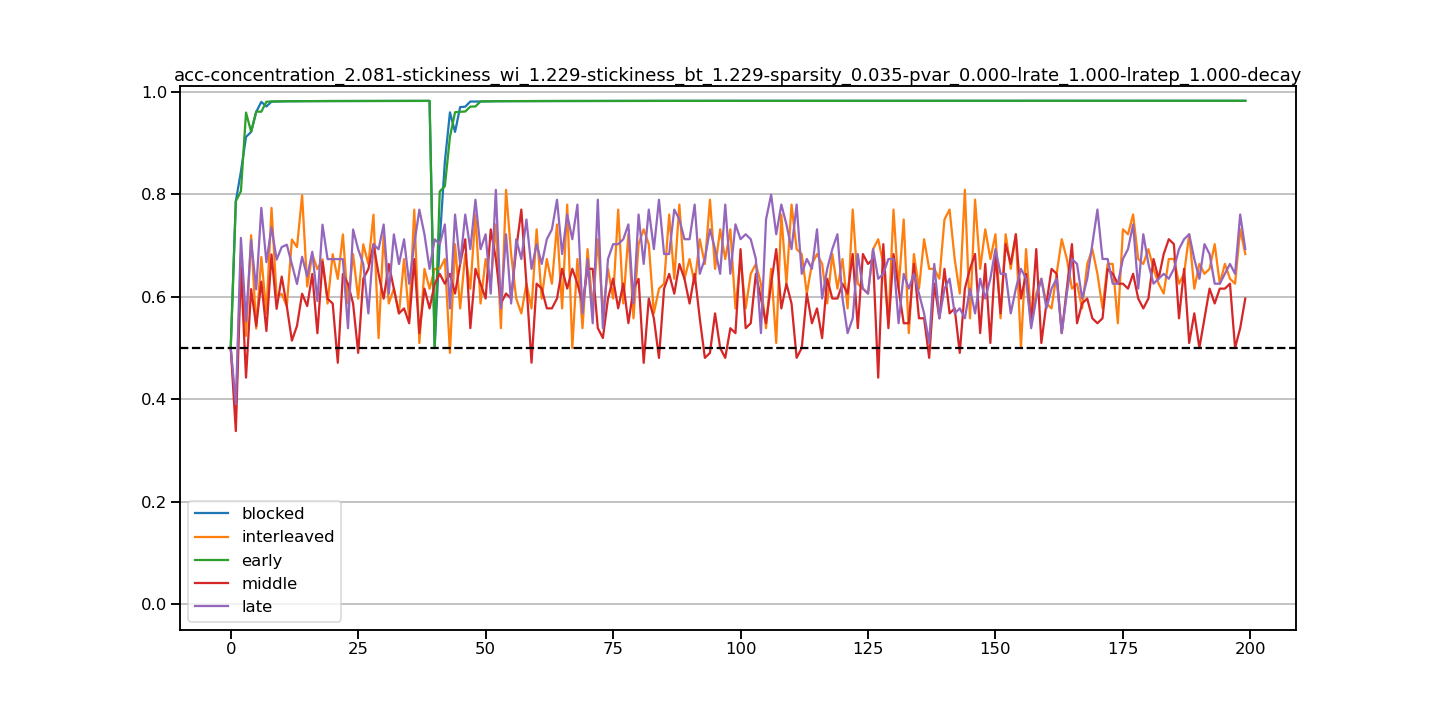 acc-concentration_2.081-stickiness_wi_1.229-stickiness_bt_1.229-sparsity_0.035-pvar_0.000-lrate_1.000-lratep_1.000-decay
1.0
0.8
0.6
0.4
0.2
0.0
blocked
interleaved
early
middle
late
0 25 50 75 100 125 150 175 200